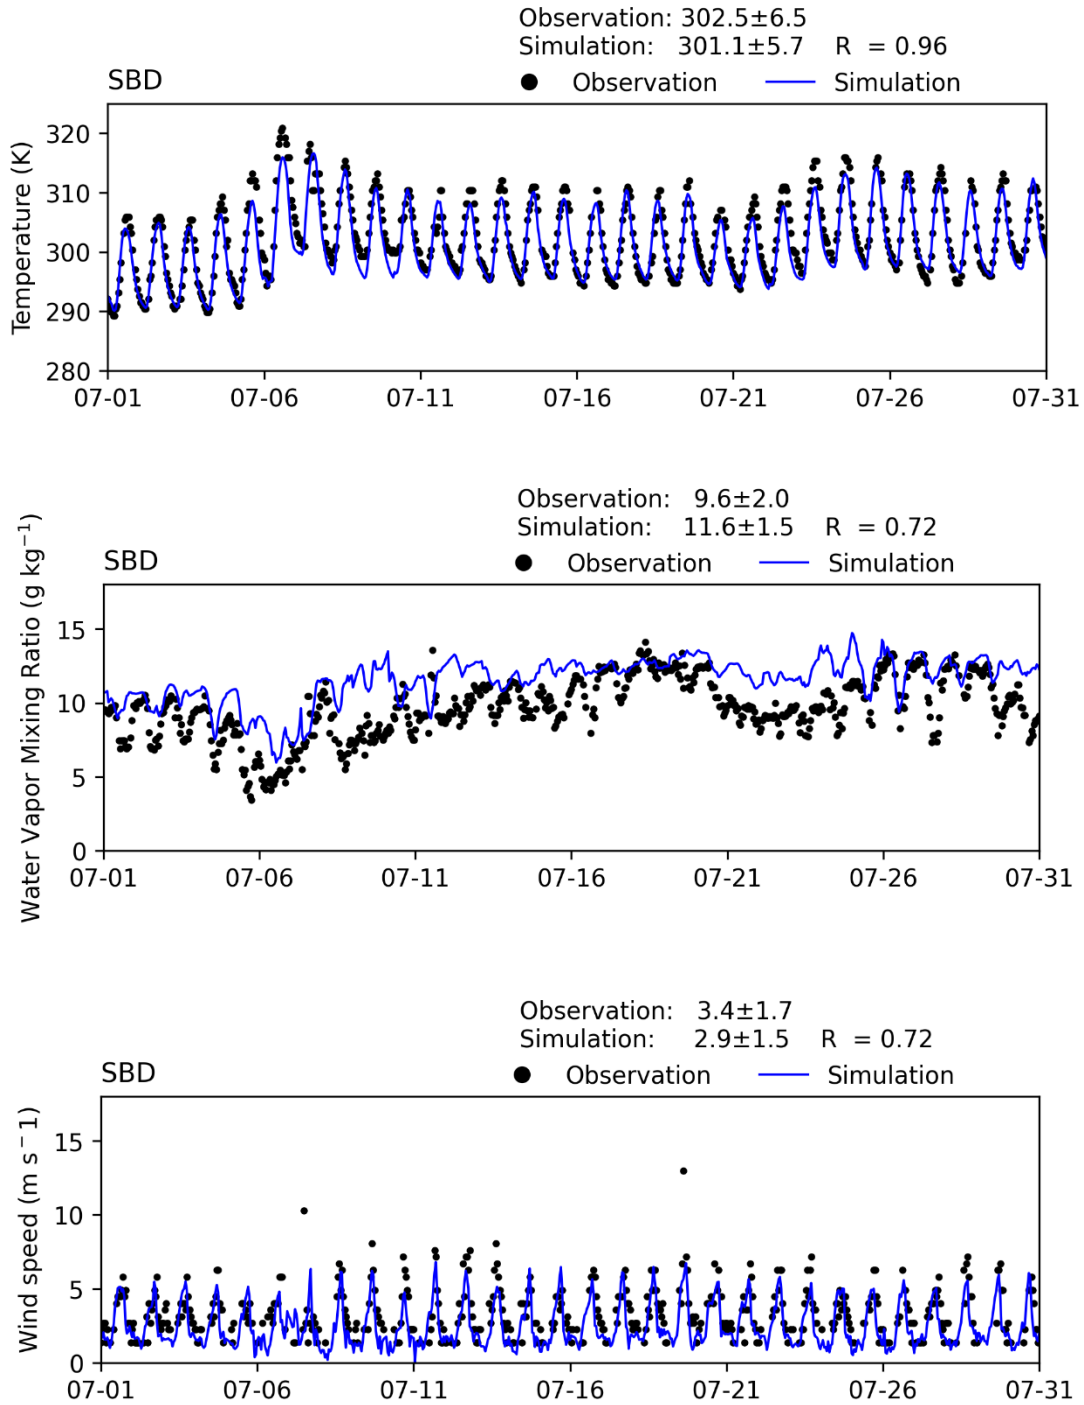 Observation: 302.5±6.5
Simulation: 301.1±5.7 R = 0.96
SBD
Observation Simulation
Temperature (K)
320
310
300
290
280
07-01 07-06 07-11 07-16 07-21 07-26 07-31
Observation: 9.6±2.0
Simulation: 11.6±1.5 R = 0.72
SBD
Observation Simulation
Water Vapor Mixing Ratio (g kg⁻¹)
15
10
5
0
07-01 07-06 07-11 07-16 07-21 07-26 07-31
Observation: 3.4±1.7
Simulation: 2.9±1.5 R = 0.72
SBD
Observation Simulation
Wind speed (m s⁻1)
15
10
5
0
07-01 07-06 07-11 07-16 07-21 07-26 07-31